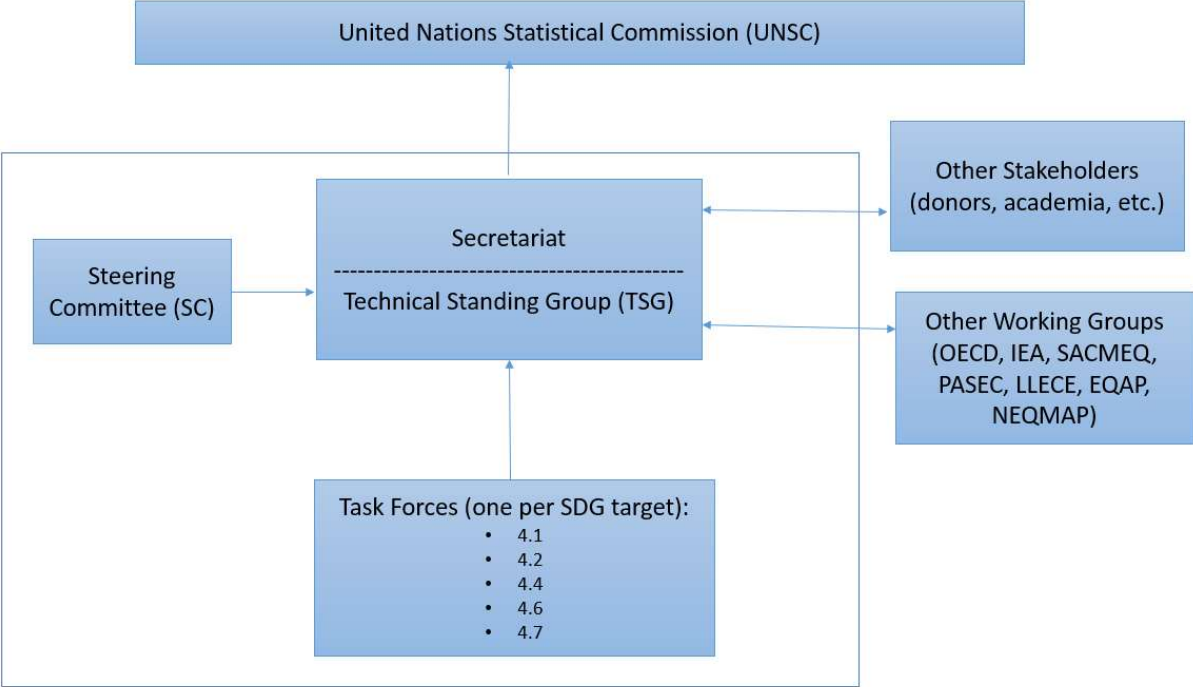 United Nations Statistical Commission (UNSC)
Other Stakeholders
(donors, academia, etc.)
Secretariat
Technical Standing Group (TSG)
Steering
Committee (SC)
Other Working Groups
(OECD, IEA, SACMEQ,
PASEC, LLECE, EQAP,
NEQMAP)
Task Forces (one per SDG target):
• 4.1
• 4.2
• 4.4
• 4.6
• 4.7